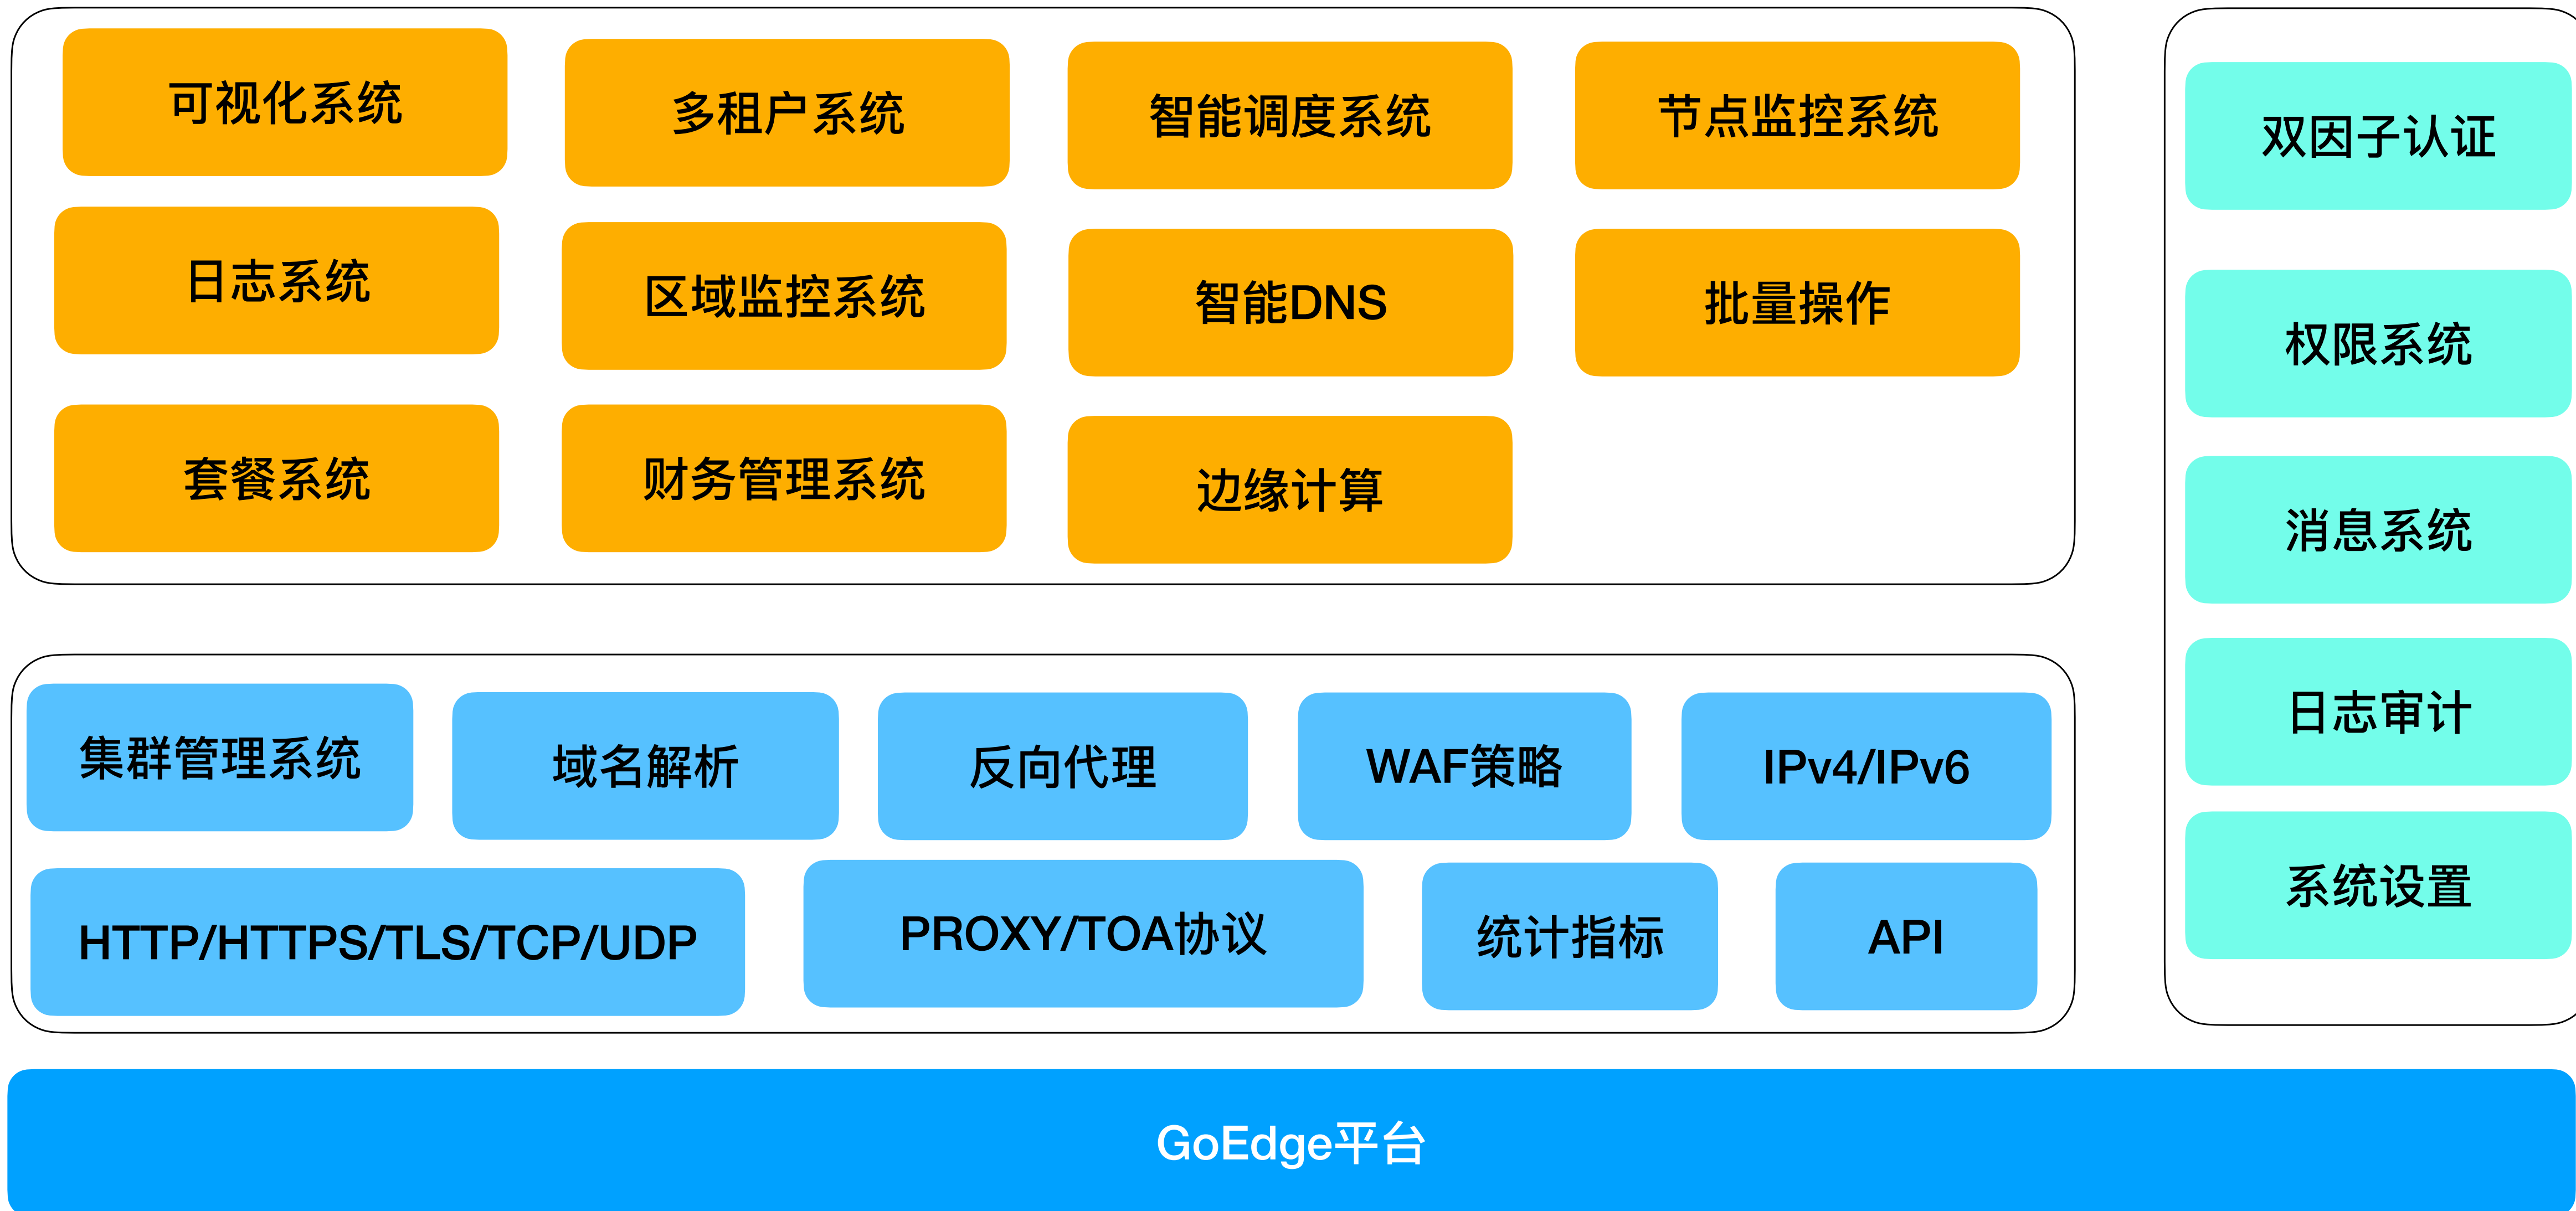 可视化系统
多租户系统
智能调度系统
节点监控系统
日志系统
区域监控系统
智能DNS
批量操作
套餐系统
财务管理系统
边缘计算
集群管理系统
域名解析
反向代理
WAF策略
IPv4/IPv6
HTTP/HTTPS/TLS/TCP/UDP
PROXY/TOA协议
统计指标
API
双因子认证
权限系统
消息系统
日志审计
系统设置
GoEdge平台